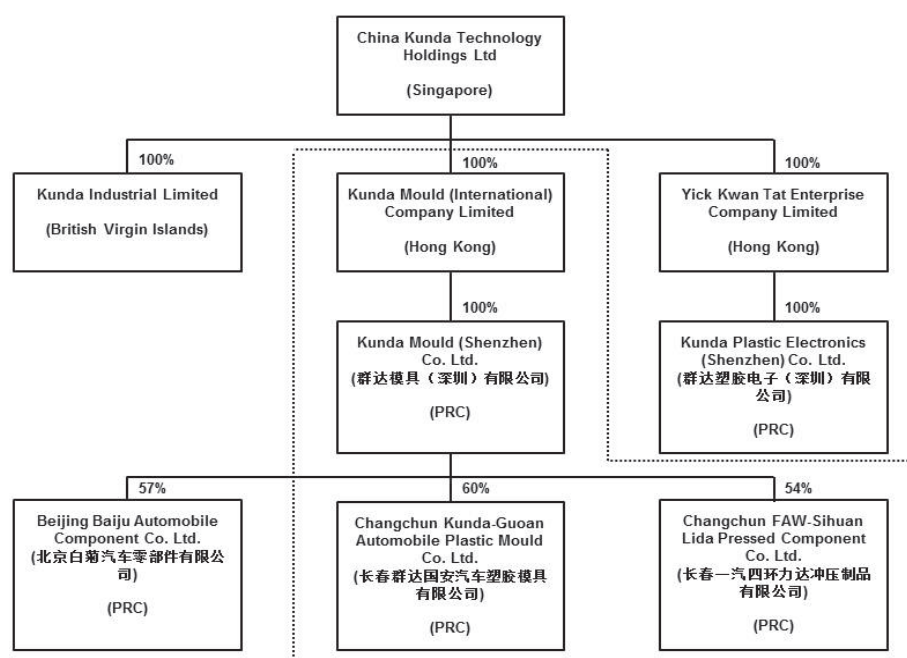 China Kunda Technology
Holdings Ltd
(Singapore)
100%
100%
100%
Kunda Industrial Limited
(British Virgin Islands)
Kunda Mould (International)
Company Limited
(Hong Kong)
Yick Kwan Tat Enterprise
Company Limited
(Hong Kong)
100%
100%
Kunda Mould (Shenzhen)
Co. Ltd.
(群达模具（深圳）有限公司)
(PRC)
Kunda Plastic Electronics
(Shenzhen) Co. Ltd.
(群达塑胶电子（深圳）有限
公司)
(PRC)
57%
60%
54%
Beijing Baiju Automobile
Component Co. Ltd.
(北京白菊汽车零部件有限公
司)
(PRC)
Changchun Kunda-Guoan
Automobile Plastic Mould
Co. Ltd.
(长春群达国安汽车塑胶模具
有限公司)
(PRC)
Changchun FAW-Sihuan
Lida Pressed Component
Co. Ltd.
(长春一汽四环力达冲压制品
有限公司)
(PRC)